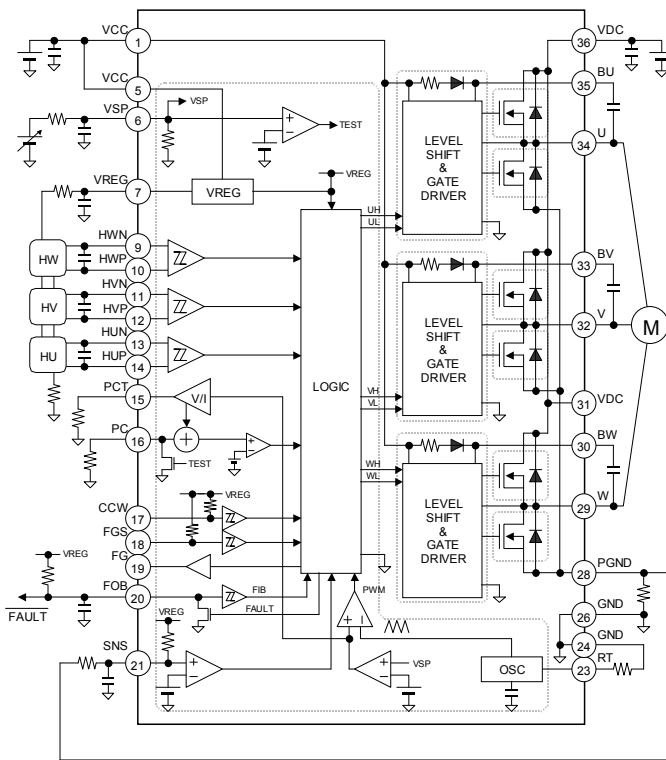 VCC
1
VCC
5
VSP
6
VREG
7
HWN
9
HWP
10
HVN
11
HVP
12
HUN
13
HUP
14
PCT
15
PC
16
CCW
17
FGS
18
FG
19
FOB
20
SNS
21
HW
HV
HU
VREG
FAULT
VSP
+
−
TEST
VREG
VREG
V/I
+
TEST
+
−
VREG
FIB
FAULT
VREG
+
−
LOGIC
UH
UL
VH
VL
WH
WL
PWM
+
−
+
−
VSP
OSC
LEVEL
SHIFT
&
GATE
DRIVER
LEVEL
SHIFT
&
GATE
DRIVER
LEVEL
SHIFT
&
GATE
DRIVER
36
VDC
35
BU
34
U
33
BV
32
V
31
VDC
30
BW
29
W
28
PGND
26
GND
24
GND
23
RT
M